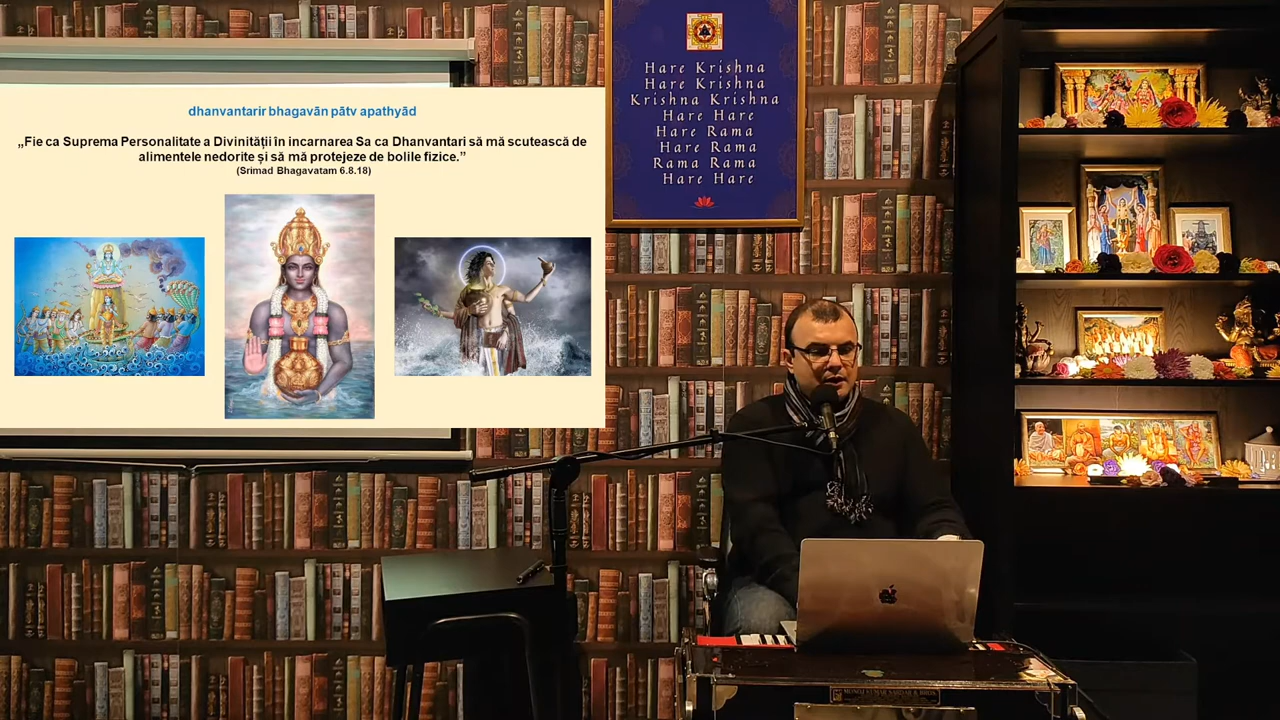 dhanvantarir bhagavān pātv apathyād
„Fie ca Suprema Personalitate a Divinității în incarnarea Sa ca Dhanvantari să mă scutească de
alimentele nedorite și să mă protejeze de bolile fizice.”
(Srimad Bhagavatam 6.8.18)
Hare Krishna
Hare Krishna
Krishna Krishna
Hare Hare
Hare Rama
Hare Rama
Rama Rama
Hare Hare